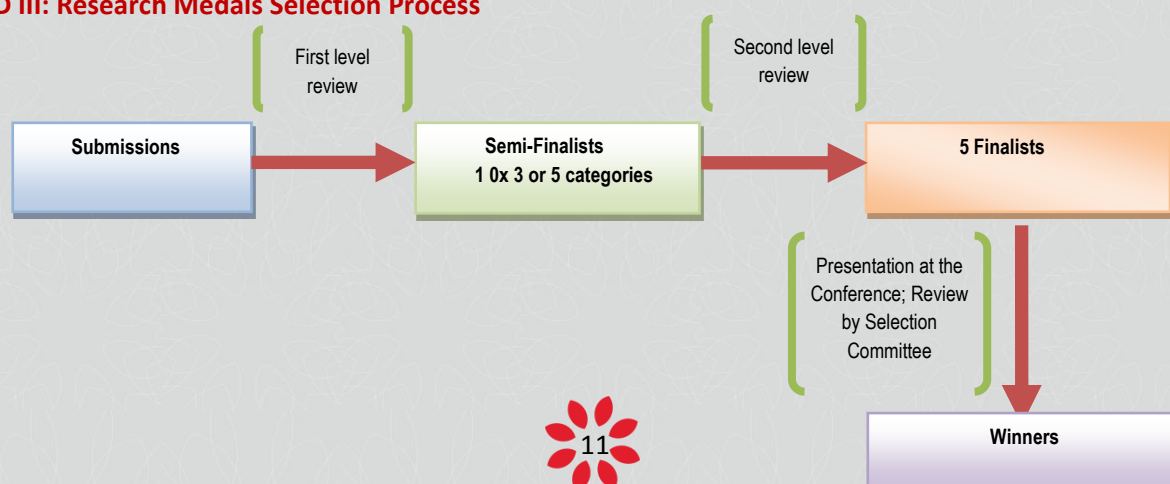 III: Research Medals Selection Process
First level
review
Second level
review
Submissions
Semi-Finalists
1 0x 3 or 5 categories
5 Finalists
Presentation at the
Conference; Review
by Selection
Committee
Winners
11